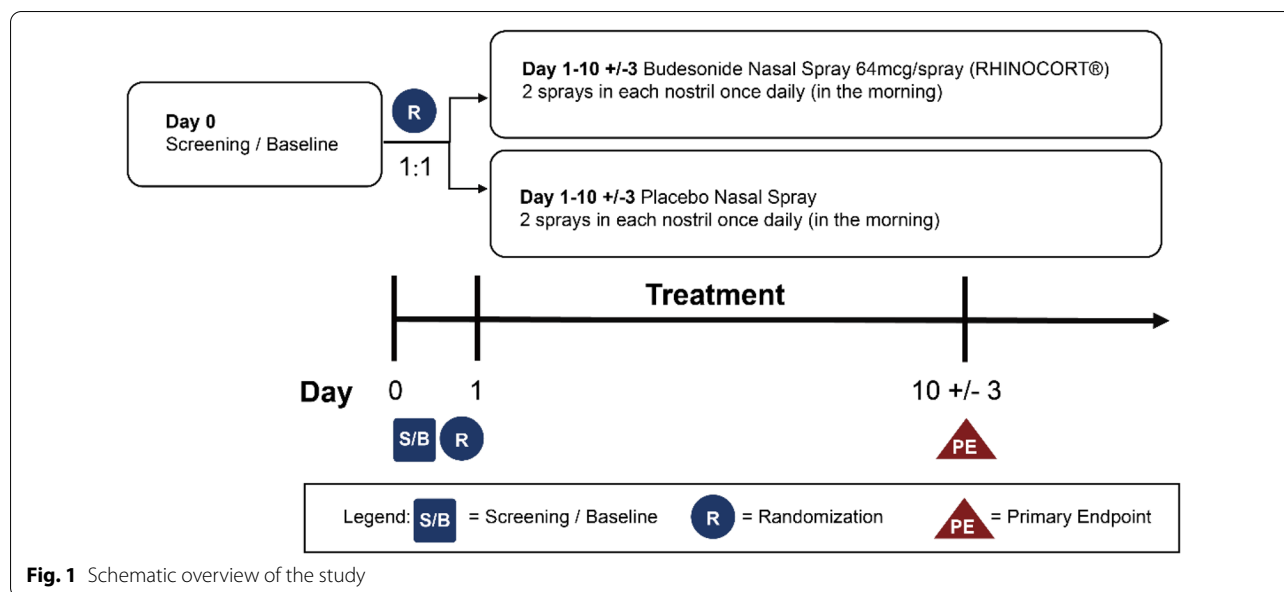 Day 1-10 +/-3 Budesonide Nasal Spray 64mcg/spray (RHINOCORT®)
2 sprays in each nostril once daily (in the morning)
Day 0
Screening / Baseline
R
1:1
Day 1-10 +/-3 Placebo Nasal Spray
2 sprays in each nostril once daily (in the morning)
Treatment
Day 0 1 10 +/- 3
S/B R PE
Legend: S/B = Screening / Baseline R = Randomization PE = Primary Endpoint
Fig. 1 Schematic overview of the study